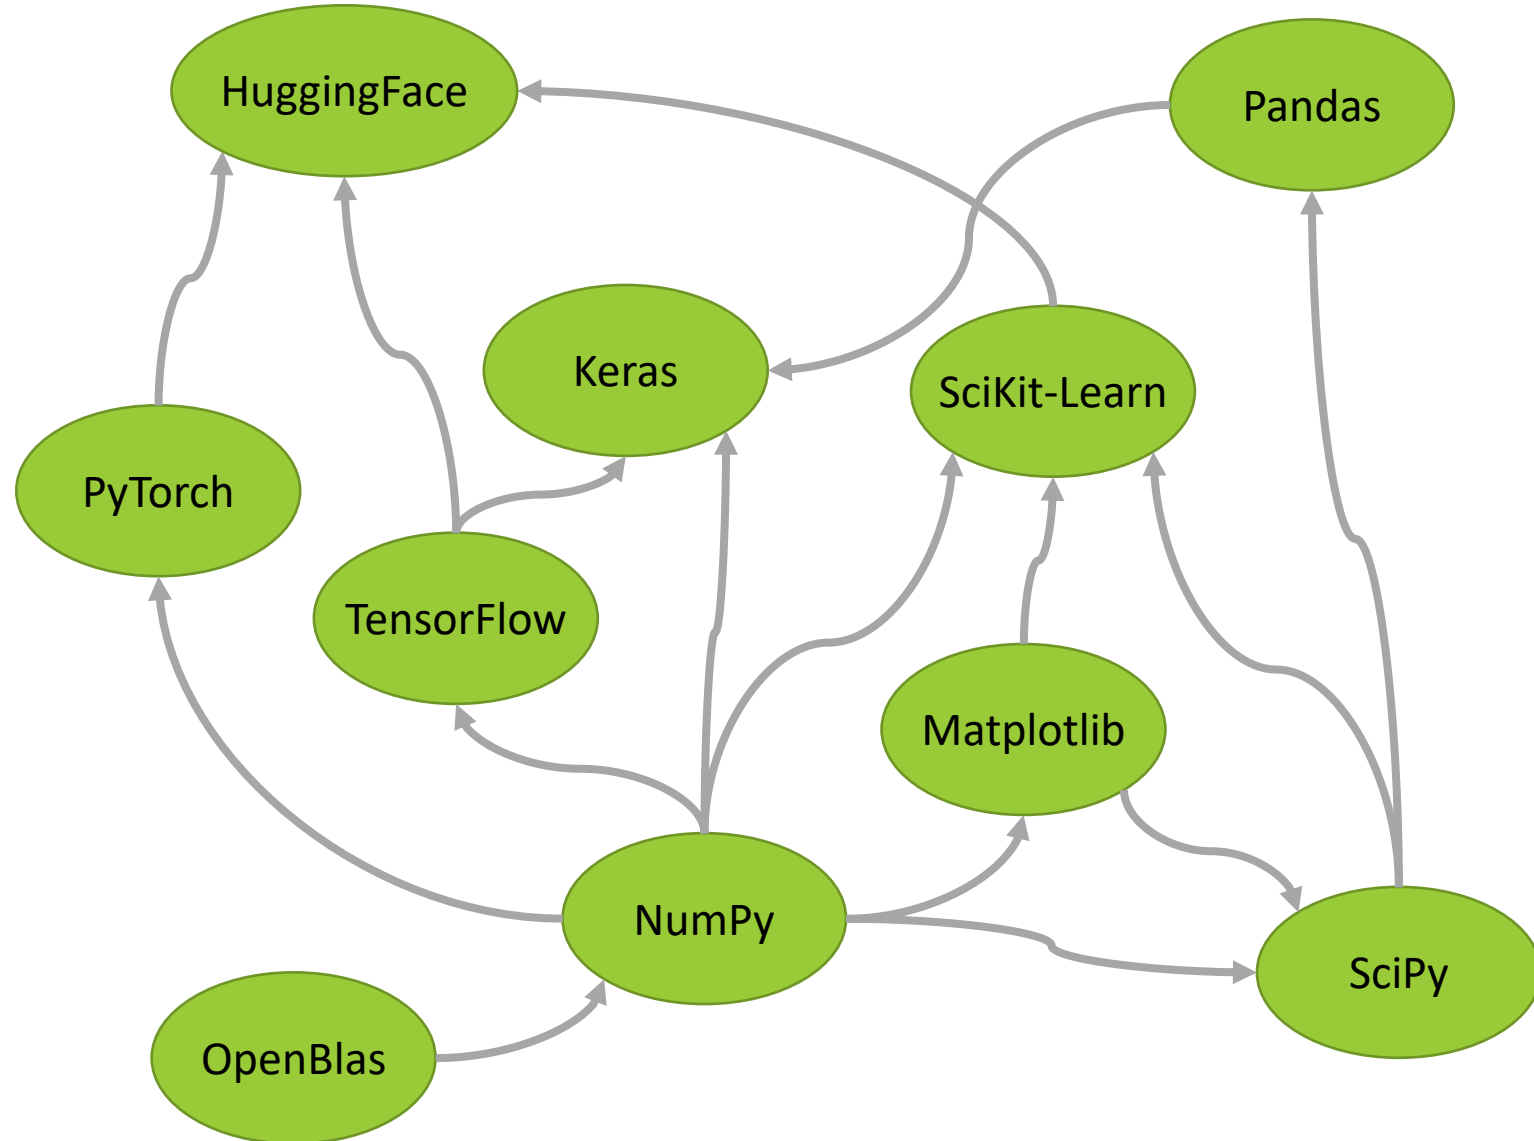 HuggingFace
Pandas
Keras
SciKit-Learn
PyTorch
TensorFlow
Matplotlib
NumPy
SciPy
OpenBlas